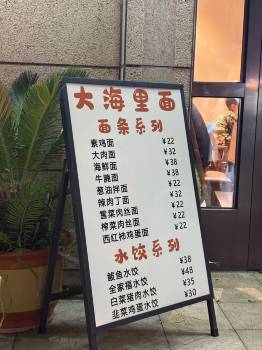 大海里面
面条系列
素鸡面 ¥22
大肉面 ¥32
海鲜面 ¥38
牛腩面 ¥38
葱油拌面 ¥22
辣肉丁面 ¥32
雪菜肉丝面 ¥22
榨菜肉丝面 ¥22
西红柿鸡蛋面 ¥22
水饺系列
鲅鱼水饺 ¥38
全家福水饺 ¥48
白菜猪肉水饺 ¥35
韭菜鸡蛋水饺 ¥30